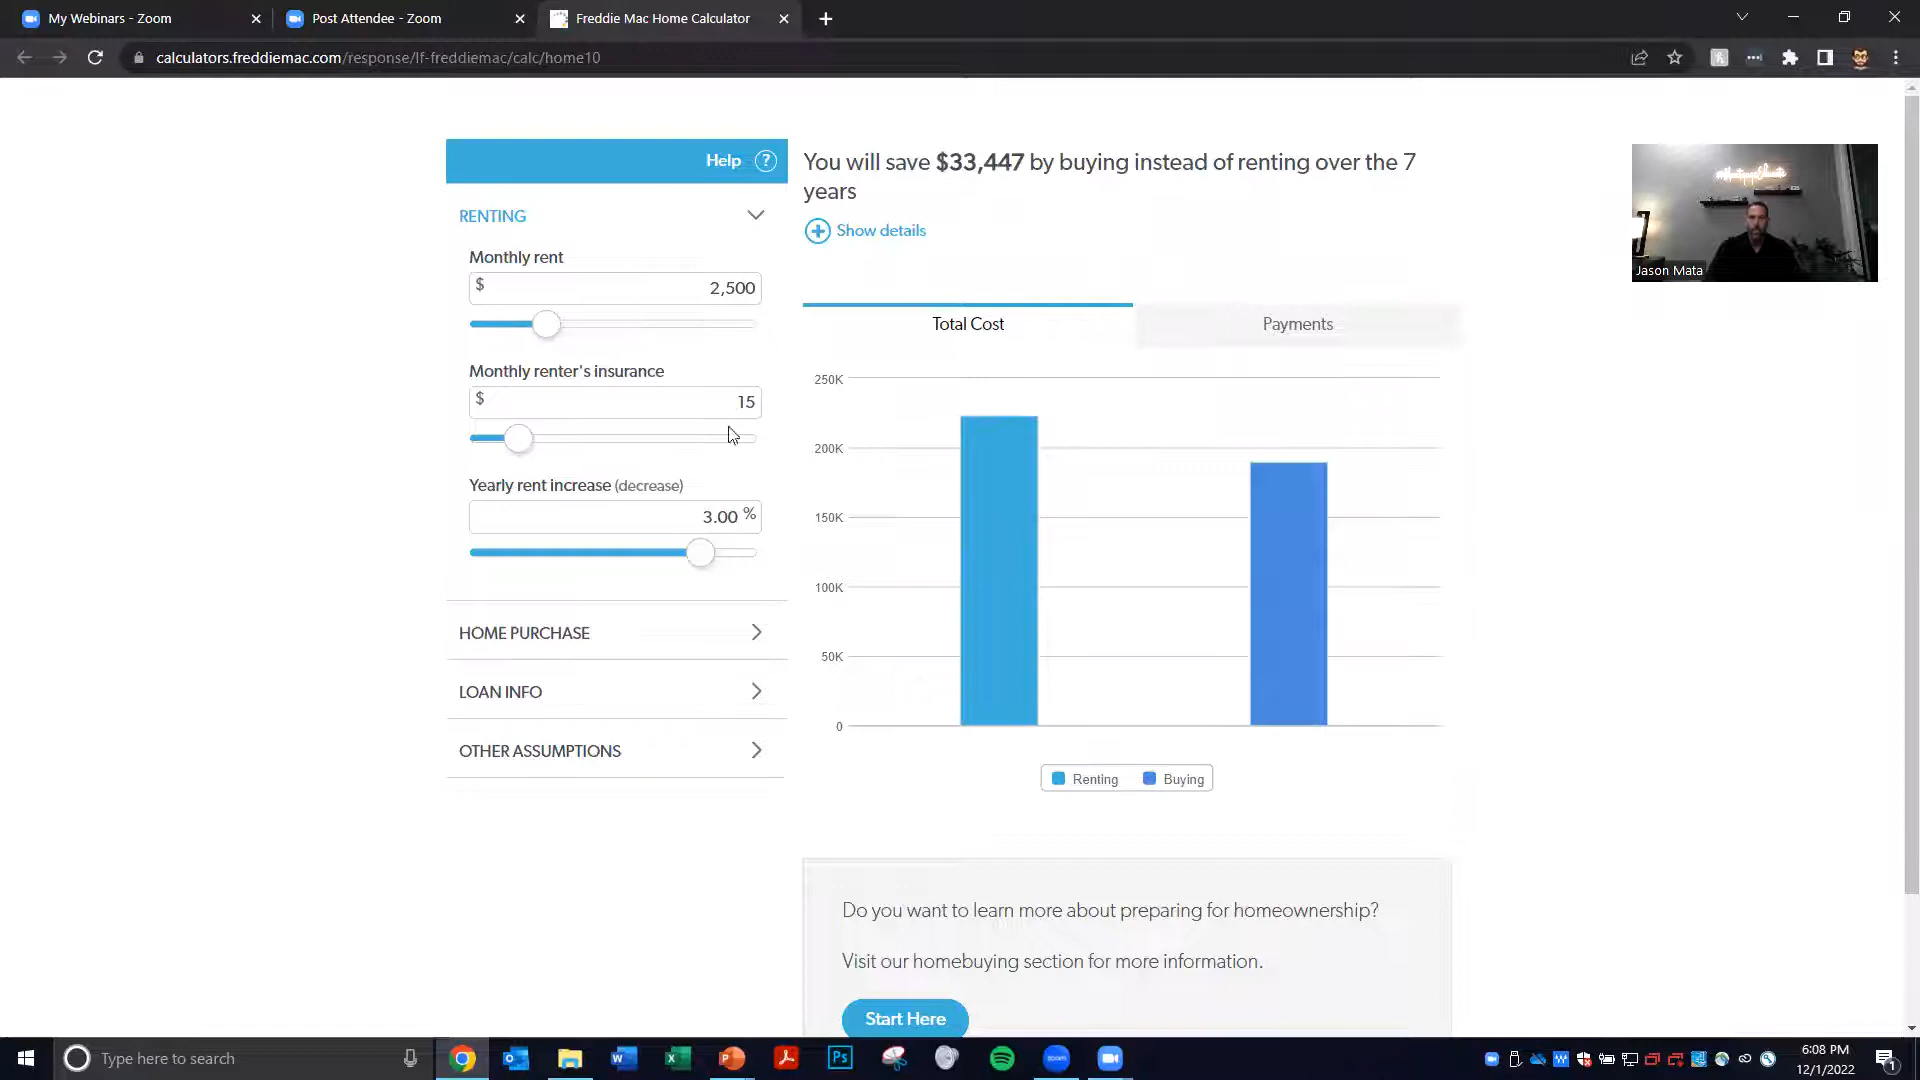 My Webinars - Zoom
Post Attendee - Zoom
Freddie Mac Home Calculator
calculators.freddiemac.com/response/lf-freddiemac/calc/home10
Help ?
RENTING
Monthly rent
$ 2,500
Monthly renter's insurance
$ 15
Yearly rent increase (decrease)
3.00 %
HOME PURCHASE
LOAN INFO
OTHER ASSUMPTIONS
You will save $33,447 by buying instead of renting over the 7
years
Show details
Total Cost
Payments
250K
200K
150K
100K
50K
0
Renting
Buying
Do you want to learn more about preparing for homeownership?
Visit our homebuying section for more information.
Start Here
Jason Mata
Type here to search
Ps
zoom
6:08 PM
12/1/2022
1